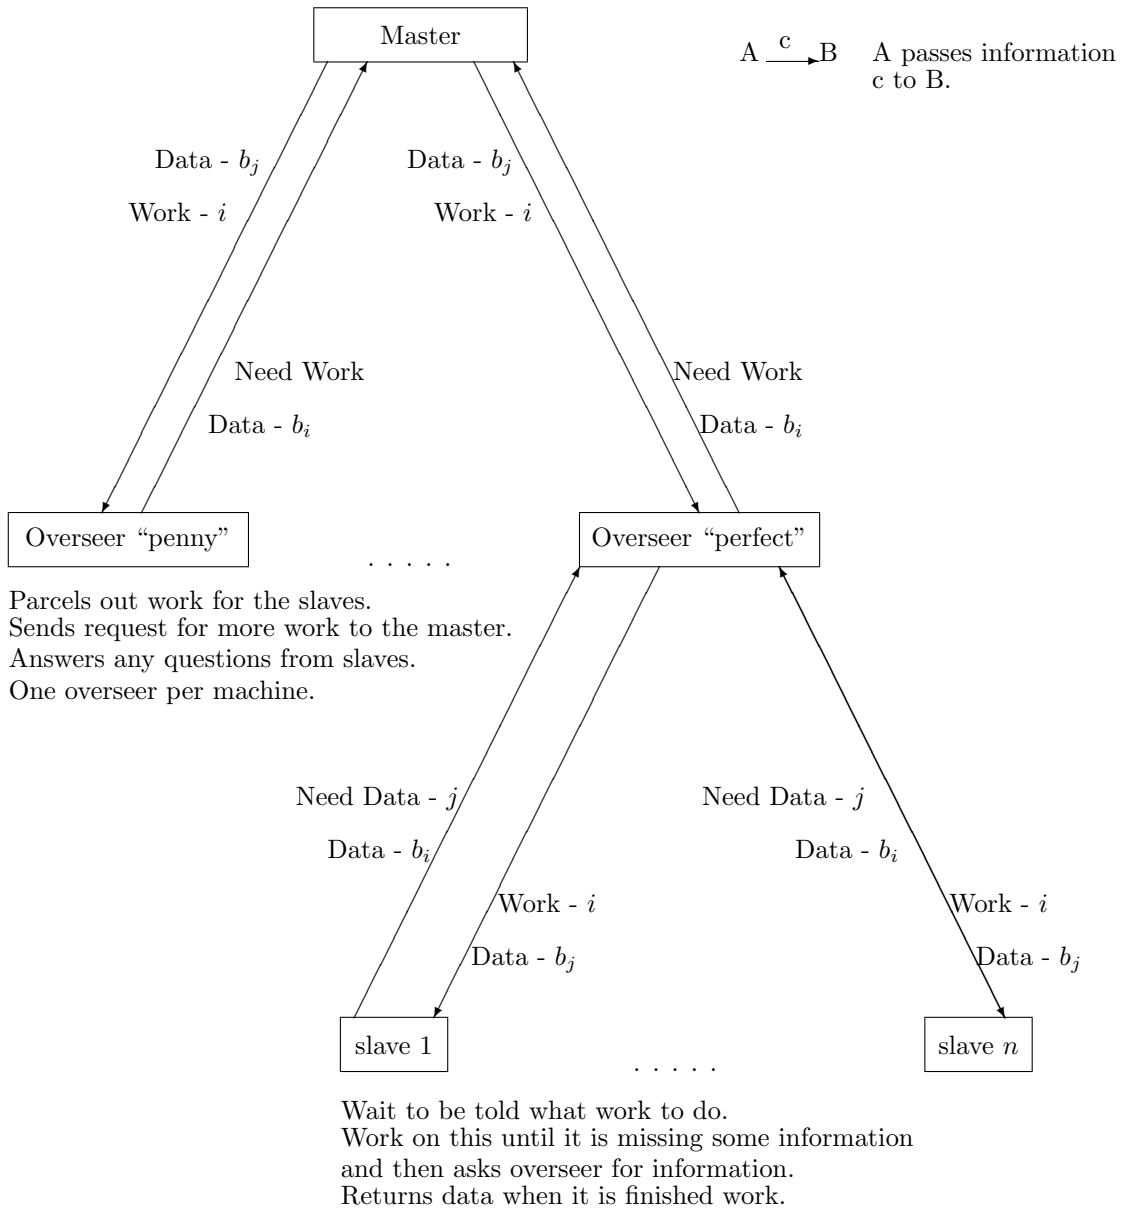 Master
c
A B A passes information
c to B.
Data - b_j Data - b_j
Work - i Work - i
Need Work Need Work
Data - b_i Data - b_i
Overseer “penny” Overseer “perfect”
. . . . .
Parcels out work for the slaves.
Sends request for more work to the master.
Answers any questions from slaves.
One overseer per machine.
Need Data - j Need Data - j
Data - b_i Data - b_i
Work - i Work - i
Data - b_j Data - b_j
slave 1 slave n
. . . . .
Wait to be told what work to do.
Work on this until it is missing some information
and then asks overseer for information.
Returns data when it is finished work.